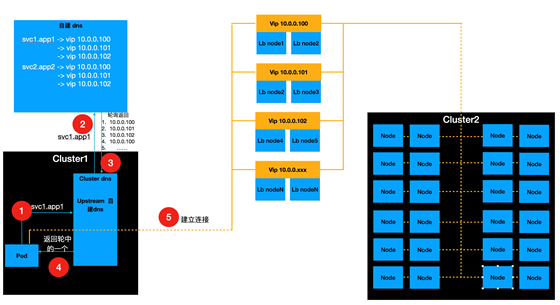 自建 dns
svc1.app1 -> vip 10.0.0.100
-> vip 10.0.0.101
-> vip 10.0.0.102
svc2.app2 -> vip 10.0.0.100
-> vip 10.0.0.101
-> vip 10.0.0.102
2
svc1.app1
轮询返回
1. 10.0.0.100
2. 10.0.0.101
3. 10.0.0.102
4. 10.0.0.100
5. ......
3
Cluster1
Cluster dns
Upstream 自
建dns
1
svc1.app1
返回轮中
的一个
Pod
4
5
建立连接
Vip 10.0.0.100
Lb node1
Lb node2
Vip 10.0.0.101
Lb node2
Lb node3
Vip 10.0.0.102
Lb node4
Lb node5
Vip 10.0.0.xxx
Lb nodeN
Lb nodeN
Cluster2
Node Node Node Node
Node Node Node Node
Node Node Node Node
Node Node Node Node
Node Node Node Node
Node Node Node Node